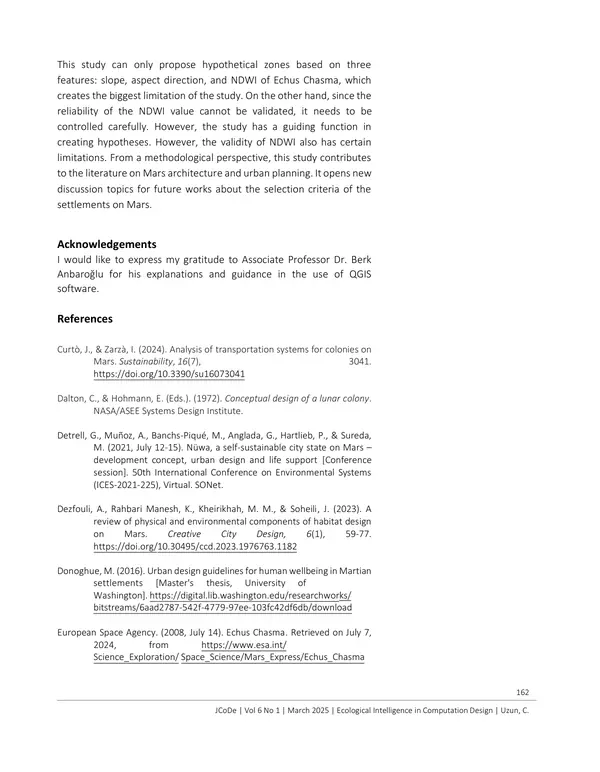 This study can only propose hypothetical zones based on three
features: slope, aspect direction, and NDWI of Echus Chasma, which
creates the biggest limitation of the study. On the other hand, since the
reliability of the NDWI value cannot be validated, it needs to be
controlled carefully. However, the study has a guiding function in
creating hypotheses. However, the validity of NDWI also has certain
limitations. From a methodological perspective, this study contributes
to the literature on Mars architecture and urban planning. It opens new
discussion topics for future works about the selection criteria of the
settlements on Mars.
Acknowledgements
I would like to express my gratitude to Associate Professor Dr. Berk
Anbaroğlu for his explanations and guidance in the use of QGIS
software.
References
Curtò, J., & Zarzà, I. (2024). Analysis of transportation systems for colonies on
Mars. Sustainability, 16(7), 3041.
https://doi.org/10.3390/su16073041
Dalton, C., & Hohmann, E. (Eds.). (1972). Conceptual design of a lunar colony.
NASA/ASEE Systems Design Institute.
Detrell, G., Muñoz, A., Banchs-Piqué, M., Anglada, G., Hartlieb, P., & Sureda,
M. (2021, July 12-15). Nüwa, a self-sustainable city state on Mars –
development concept, urban design and life support [Conference
session]. 50th International Conference on Environmental Systems
(ICES-2021-225), Virtual. SONet.
Dezfouli, A., Rahbari Manesh, K., Kheirikhah, M. M., & Soheili, J. (2023). A
review of physical and environmental components of habitat design
on Mars. Creative City Design, 6(1), 59-77.
https://doi.org/10.30495/ccd.2023.1976763.1182
Donoghue, M. (2016). Urban design guidelines for human wellbeing in Martian
settlements [Master's thesis, University of
Washington]. https://digital.lib.washington.edu/researchworks/
bitstreams/6aad2787-542f-4779-97ee-103fc42df6db/download
European Space Agency. (2008, July 14). Echus Chasma. Retrieved on July 7,
2024, from https://www.esa.int/
Science_Exploration/ Space_Science/Mars_Express/Echus_Chasma
162
JCoDe | Vol 6 No 1 | March 2025 | Ecological Intelligence in Computation Design | Uzun, C.